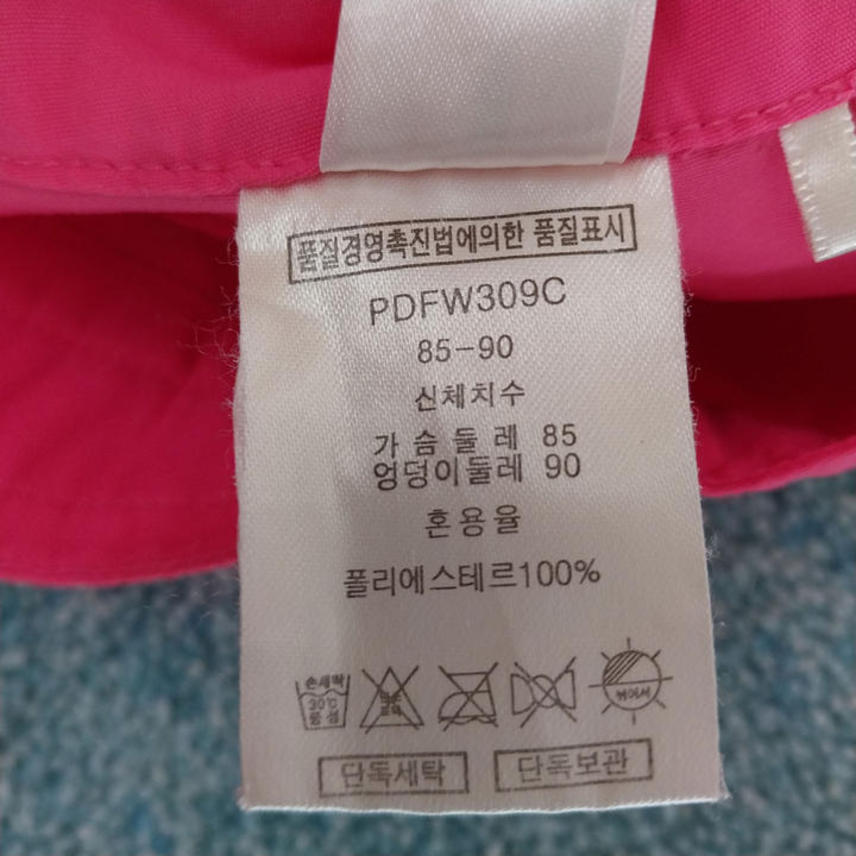 품질경영촉진법에의한 품질표시
PDFW309C
85-90
신체치수
가슴둘레 85
엉덩이둘레 90
혼용율
폴리에스테르100%
손세탁
30℃
중성
뉘어서
단독세탁
단독보관